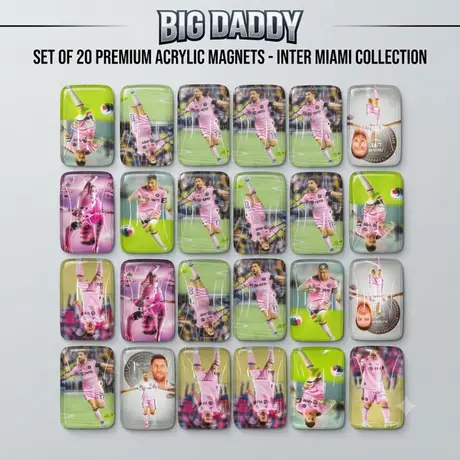 BIG DADDY
SET OF 20 PREMIUM ACRYLIC MAGNETS - INTER MIAMI COLLECTION